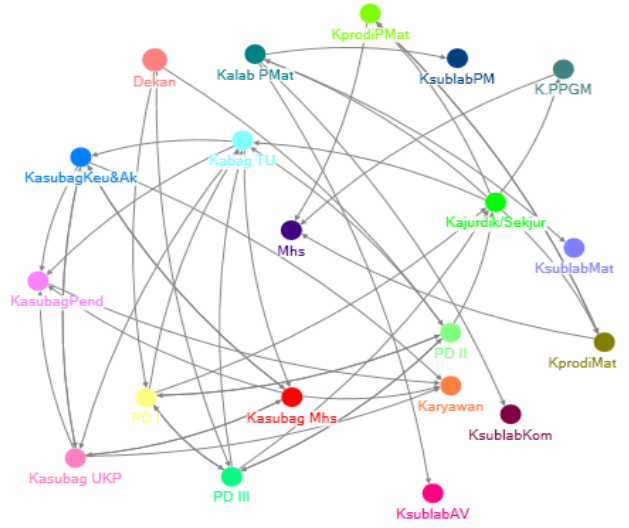 KprodiPMat
Dekan
Kalab PMat
KsublabPM
K.PPGM
KasubagKeu&Ak
Kabag TU
Kajurdik/Sekjur
Mhs
KsublabMat
KasubagPend
PD II
KprodiMat
PD I
Kasubag Mhs
Karyawan
KsublabKom
Kasubag UKP
PD III
KsublabAV